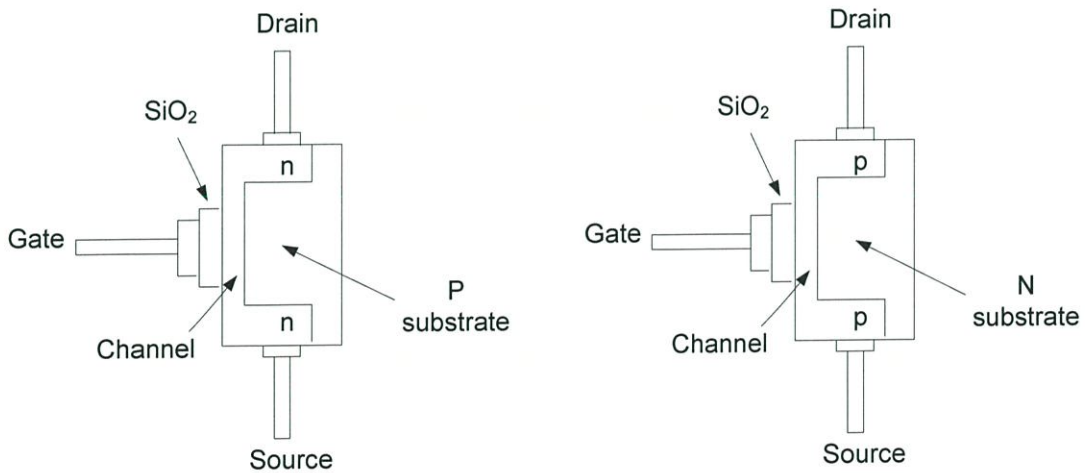 Drain
SiO₂
n
Gate
P
substrate
n
Channel
Source
Drain
SiO₂
p
Gate
N
substrate
p
Channel
Source